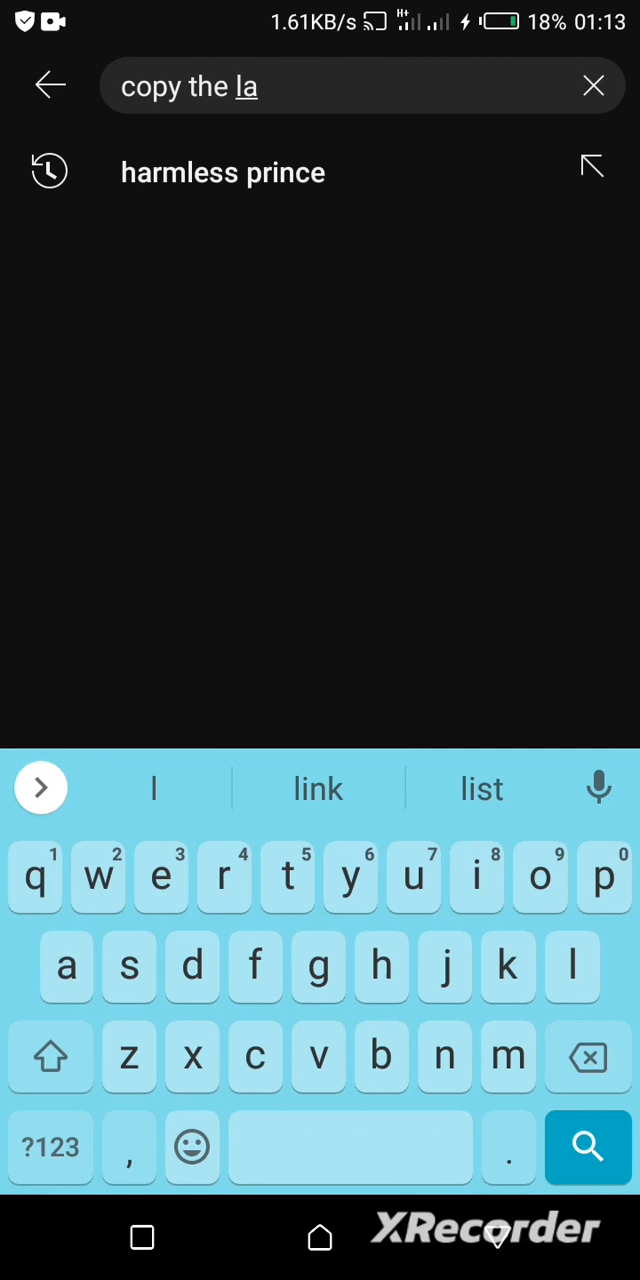 1.61KB/s H+ 18% 01:13
copy the la
harmless prince
l link list
q1 w2 e3 r4 t5 y6 u7 i8 o9 p0
a s d f g h j k l
z x c v b n m
?123 , .
XRecorder